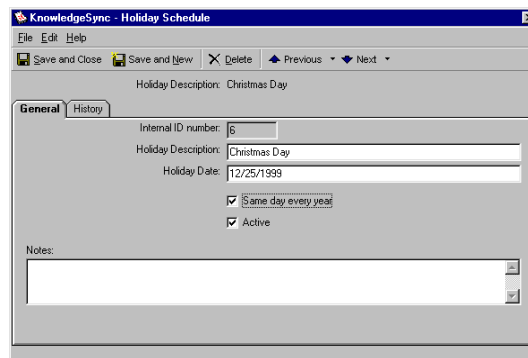 KnowledgeSync - Holiday Schedule
File Edit Help
Save and Close Save and New Delete Previous Next
Holiday Description: Christmas Day
General History
Internal ID number: 6
Holiday Description: Christmas Day
Holiday Date: 12/25/1999
Same day every year
Active
Notes: